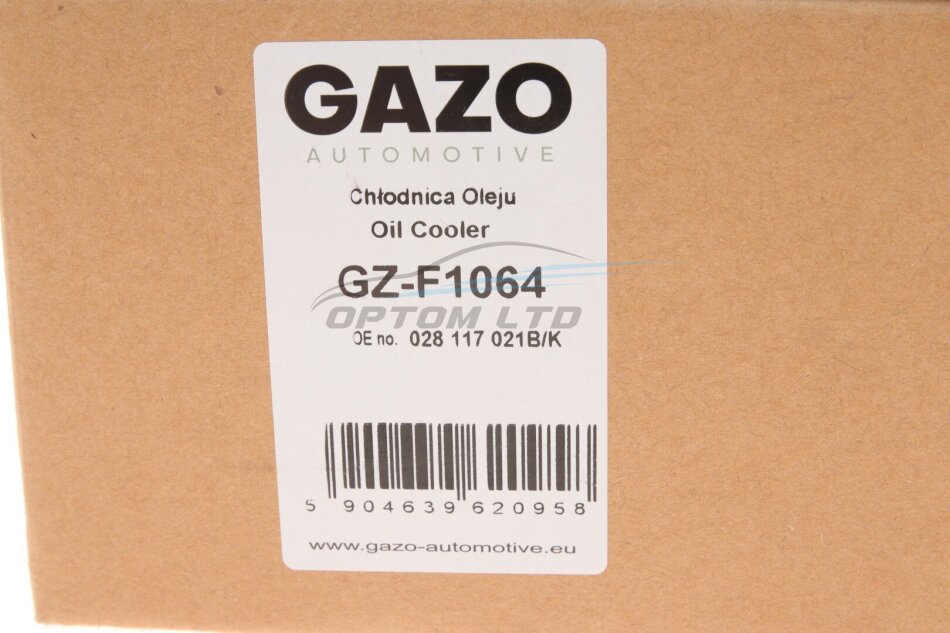 GAZO
AUTOMOTIVE
Chłodnica Oleju
Oil Cooler
GZ-F1064
OPTOM LTD
OE no. 028 117 021B/K
5 904639 620958
www.gazo-automotive.eu